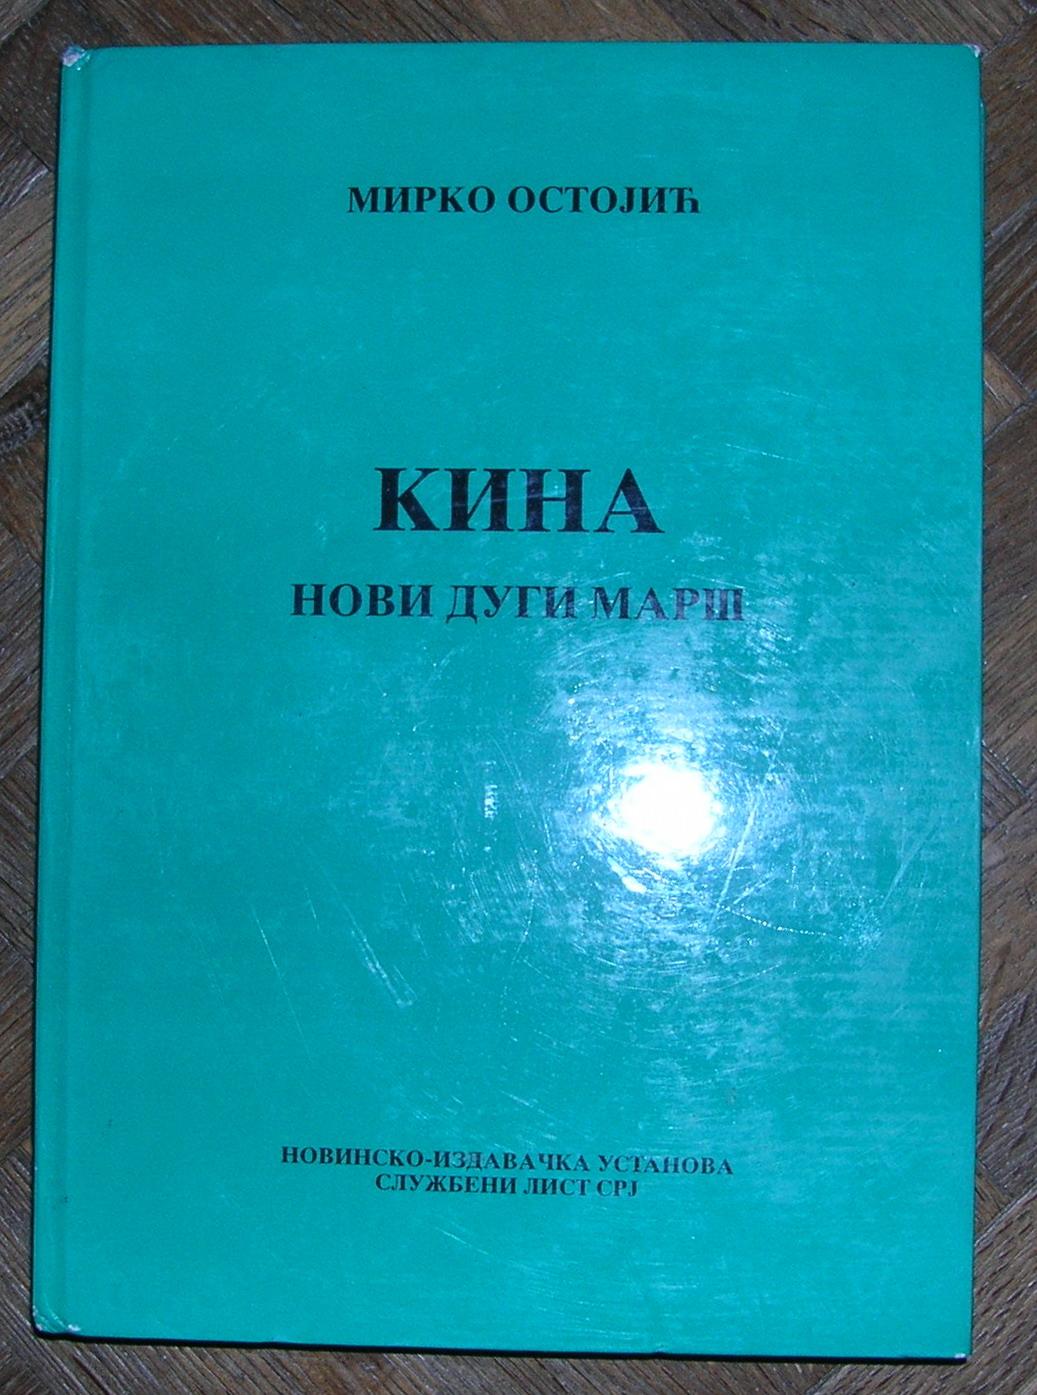 МИРКО ОСТОЈИЋ
КИНА
НОВИ ДУГИ МАРШ
НОВИНСКО-ИЗДАВАЧКА УСТАНОВА
СЛУЖБЕНИ ЛИСТ СРЈ